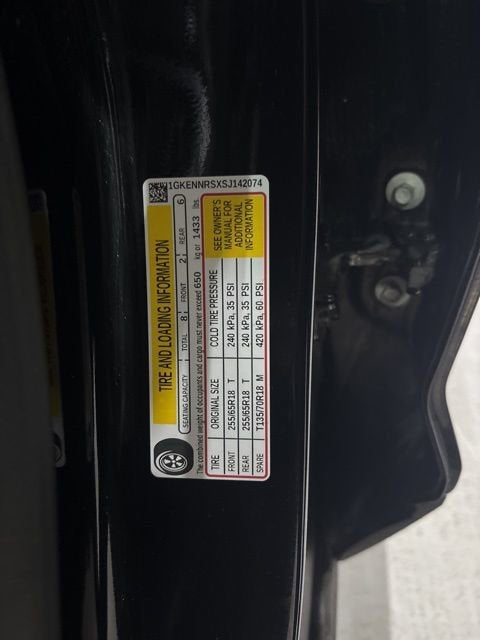 1GKENNRSXSJ142074
TIRE AND LOADING INFORMATION
SEATING CAPACITY | TOTAL 8 | FRONT 2 | REAR 6
The combined weight of occupants and cargo must never exceed 650 kg or 1433 lbs.
TIRE ORIGINAL SIZE COLD TIRE PRESSURE
FRONT 255/65R18 T 240 kPa, 35 PSI
REAR 255/65R18 T 240 kPa, 35 PSI
SPARE T135/70R18 M 420 kPa, 60 PSI
SEE OWNER'S
MANUAL FOR
ADDITIONAL
INFORMATION